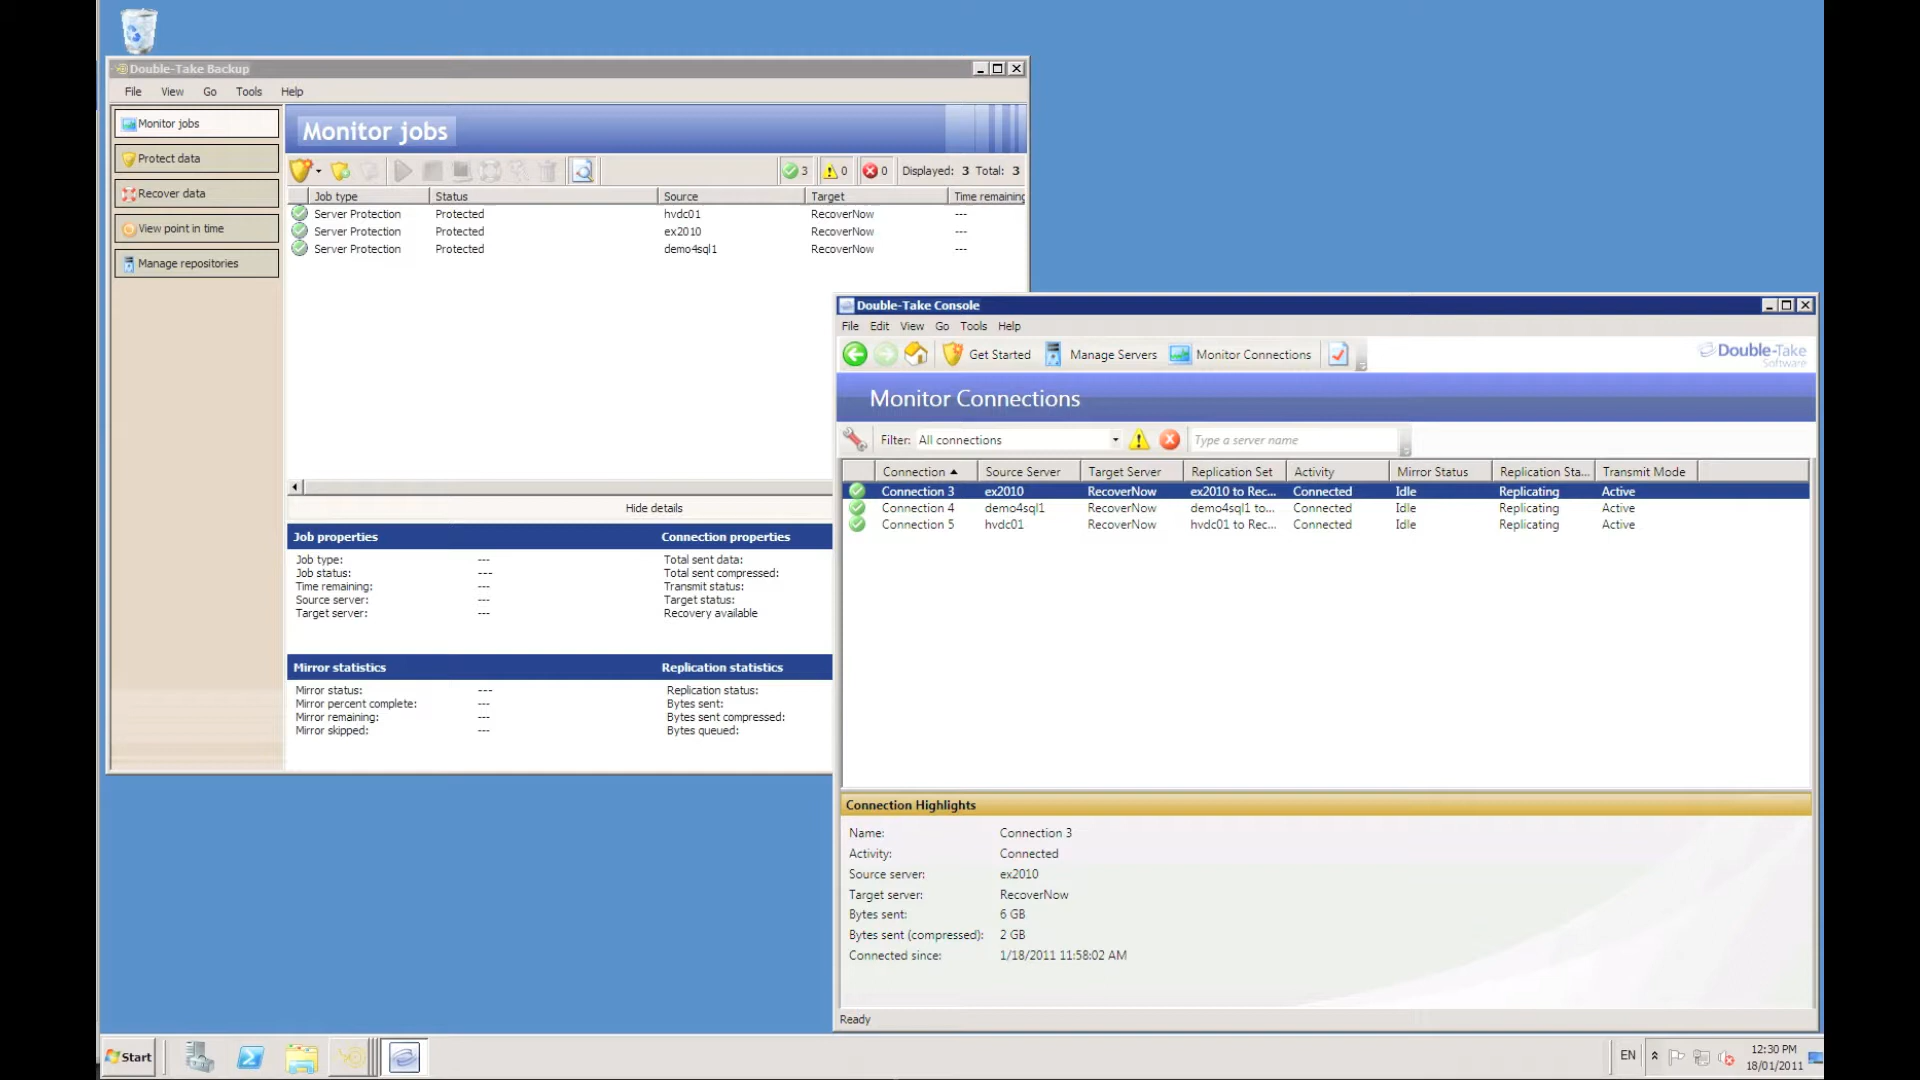 Double-Take Backup
File View Go Tools Help
Monitor jobs
Protect data
Recover data
View point in time
Manage repositories
Monitor jobs
3 0 0 Displayed: 3 Total: 3
Job type Status Source Target Time remaining
Server Protection Protected hvdc01 RecoverNow ---
Server Protection Protected ex2010 RecoverNow ---
Server Protection Protected demo4sql1 RecoverNow ---
Hide details
Job properties Connection properties
Job type: --- Total sent data:
Job status: --- Total sent compressed:
Time remaining: --- Transmit status:
Source server: --- Target status:
Target server: --- Recovery available
Mirror statistics Replication statistics
Mirror status: --- Replication status:
Mirror percent complete: --- Bytes sent:
Mirror remaining: --- Bytes sent compressed:
Mirror skipped: --- Bytes queued:
Double-Take Console
File Edit View Go Tools Help
Get Started Manage Servers Monitor Connections
Double-Take
Software
Monitor Connections
Filter: All connections Type a server name
Connection Source Server Target Server Replication Set Activity Mirror Status Replication Sta... Transmit Mode
Connection 3 ex2010 RecoverNow ex2010 to Rec... Connected Idle Replicating Active
Connection 4 demo4sql1 RecoverNow demo4sql1 to... Connected Idle Replicating Active
Connection 5 hvdc01 RecoverNow hvdc01 to Rec... Connected Idle Replicating Active
Connection Highlights
Name: Connection 3
Activity: Connected
Source server: ex2010
Target server: RecoverNow
Bytes sent: 6 GB
Bytes sent (compressed): 2 GB
Connected since: 1/18/2011 11:58:02 AM
Ready
Start
EN
12:30 PM
18/01/2011